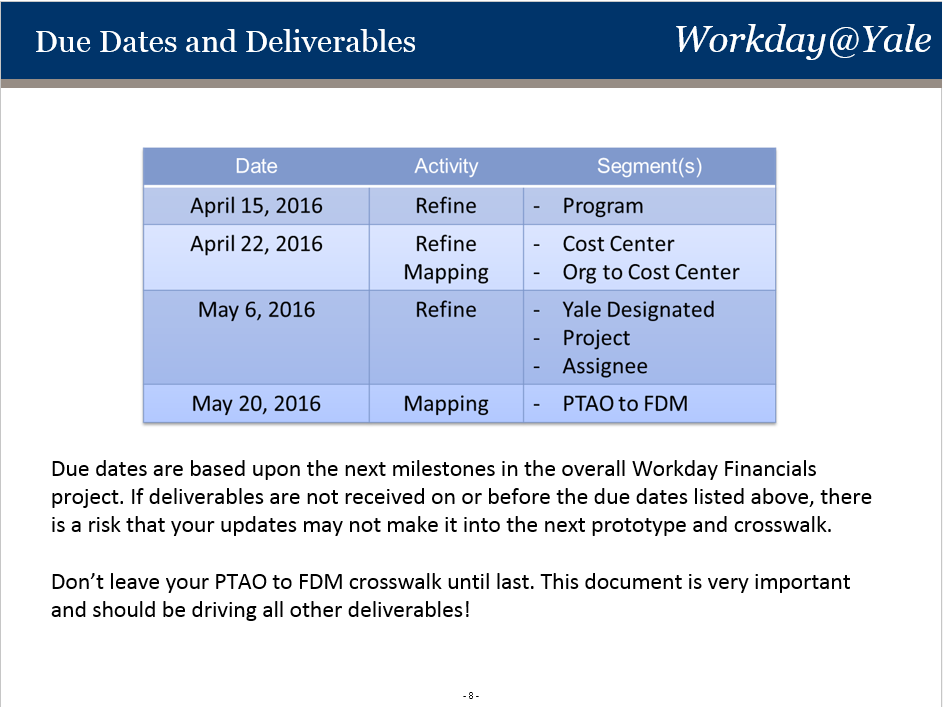 Due Dates and Deliverables
Workday@Yale
Date Activity Segment(s)
April 15, 2016 Refine - Program
April 22, 2016 Refine - Cost Center
Mapping - Org to Cost Center
May 6, 2016 Refine - Yale Designated
- Project
- Assignee
May 20, 2016 Mapping - PTAO to FDM
Due dates are based upon the next milestones in the overall Workday Financials
project. If deliverables are not received on or before the due dates listed above, there
is a risk that your updates may not make it into the next prototype and crosswalk.
Don’t leave your PTAO to FDM crosswalk until last. This document is very important
and should be driving all other deliverables!
- 8 -